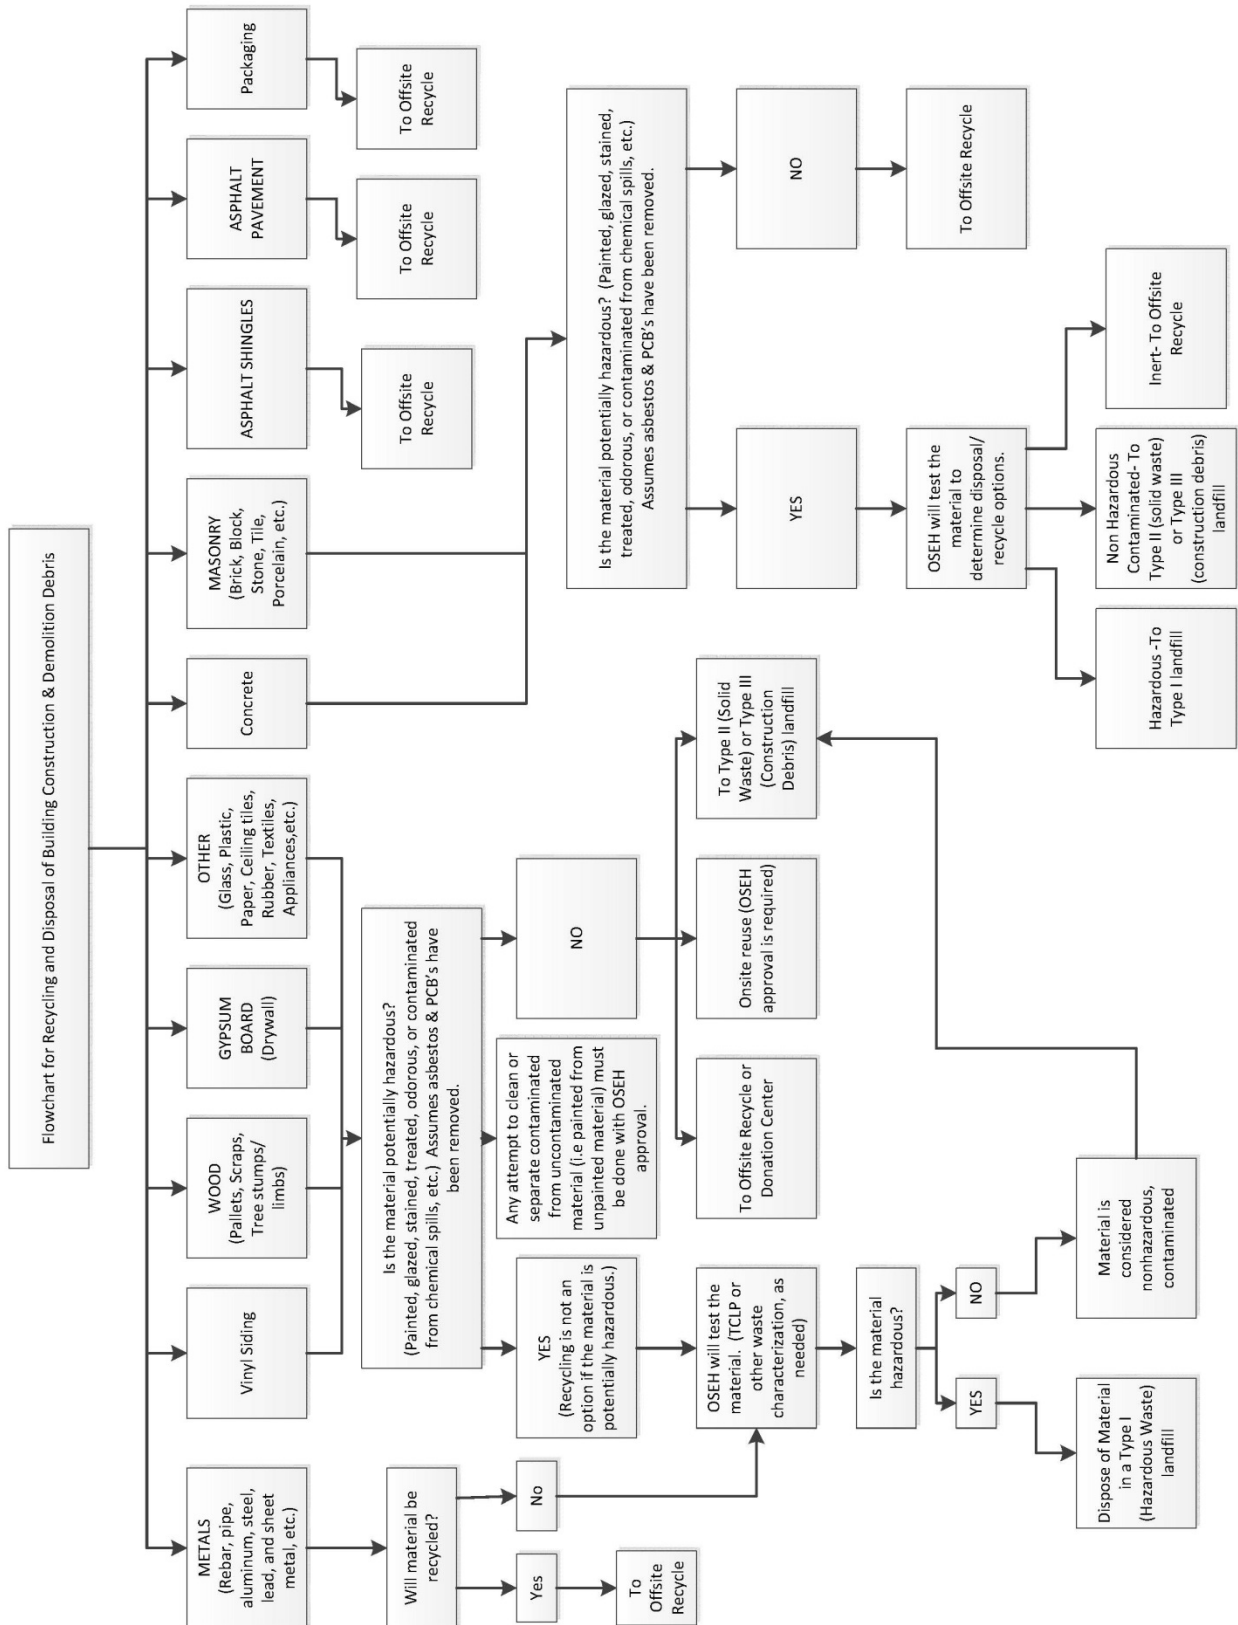 Flowchart for Recycling and Disposal of Building Construction & Demolition Debris
METALS
(Rebar, pipe,
aluminum, steel,
lead, and sheet
metal, etc.)
Vinyl Siding
WOOD
(Pallets, Scraps,
Tree stumps/
limbs)
GYPSUM
BOARD
(Drywall)
OTHER
(Glass, Plastic,
Paper, Ceiling tiles,
Rubber, Textiles,
Appliances,etc.)
Concrete
MASONRY
(Brick, Block,
Stone, Tile,
Porcelain, etc.)
ASPHALT SHINGLES
ASPHALT
PAVEMENT
Packaging
Will material be
recycled?
Is the material potentially hazardous?
(Painted, glazed, stained, treated, odorous, or contaminated
from chemical spills, etc.) Assumes asbestos & PCB's have
been removed.
To Offsite
Recycle
To Offsite
Recycle
To Offsite
Recycle
Yes
No
YES
(Recycling is not an
option if the material is
potentially hazardous.)
Any attempt to clean or
separate contaminated
from uncontaminated
material (i.e painted from
unpainted material) must
be done with OSEH
approval.
NO
Is the material potentially hazardous? (Painted, glazed, stained,
treated, odorous, or contaminated from chemical spills, etc.)
Assumes asbestos & PCB's have been removed.
To
Offsite
Recycle
OSEH will test the
material. (TCLP or
other waste
characterization, as
needed)
To Offsite Recycle or
Donation Center
Onsite reuse (OSEH
approval is required)
To Type II (Solid
Waste) or Type III
(Construction
Debris) landfill
YES
NO
Is the material
hazardous?
OSEH will test the
material to
determine disposal/
recycle options.
To Offsite Recycle
YES
NO
Dispose of Material
in a Type I
(Hazardous Waste)
landfill
Material is
considered
nonhazardous,
contaminated
Hazardous -To
Type I landfill
Non Hazardous
Contaminated- To
Type II (solid waste)
or Type III
(construction debris)
landfill
Inert- To Offsite
Recycle